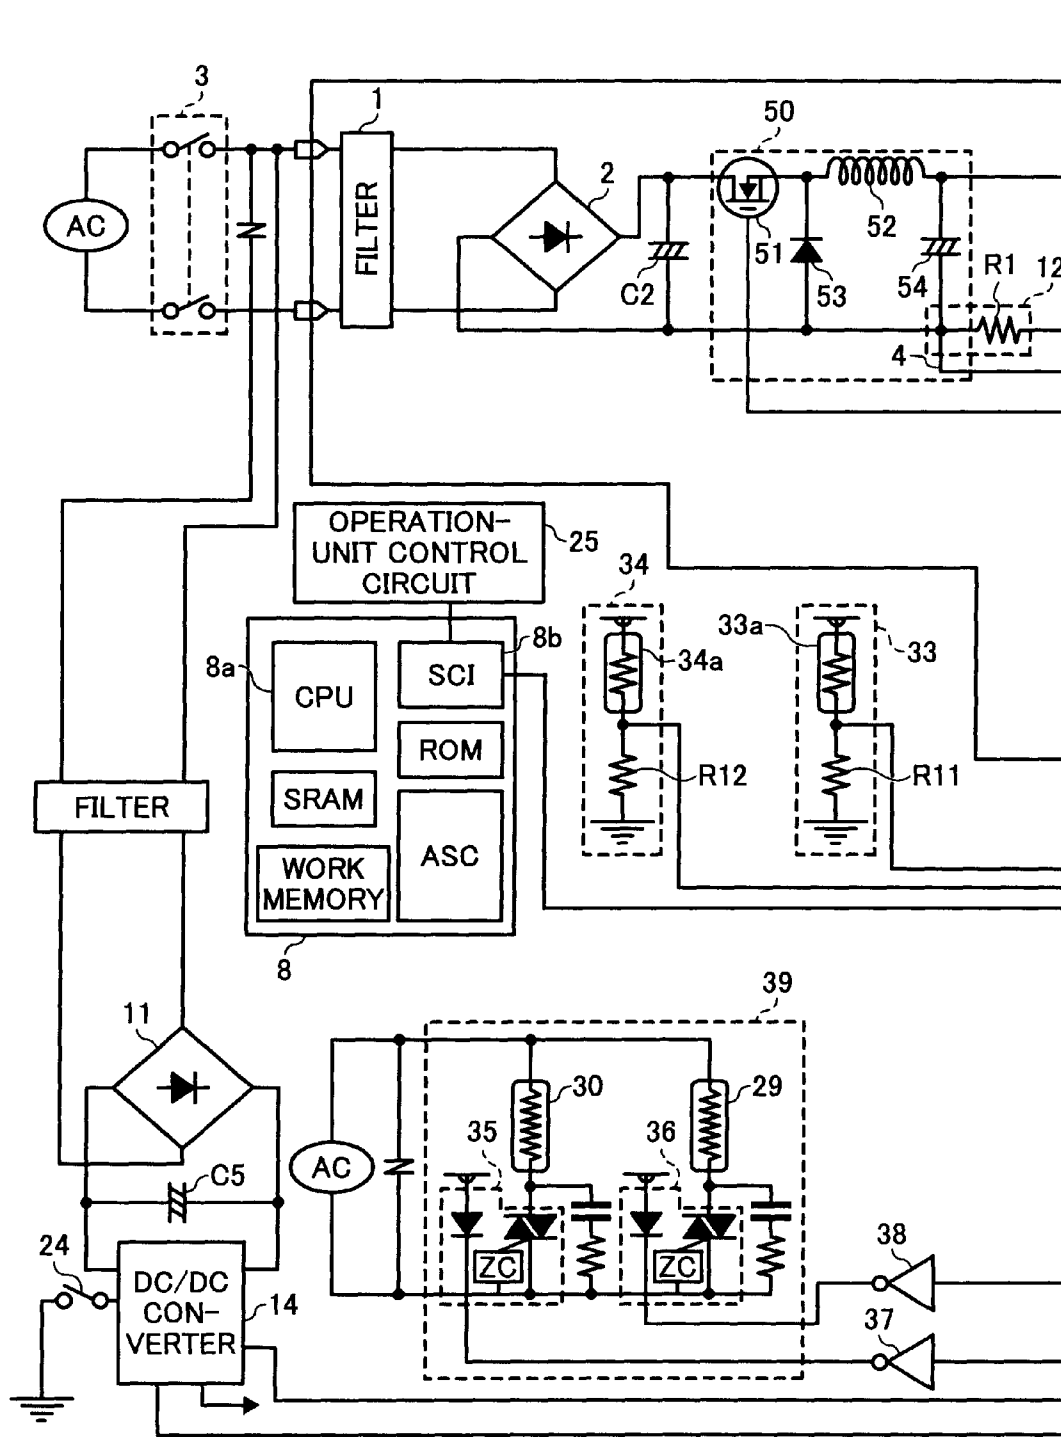 3
1
50
AC
FILTER
2
C2
51
52
53
54
R1
12
4
OPERATION-
UNIT CONTROL
CIRCUIT
25
34
33a
33
34a
8b
8a
CPU
SCI
ROM
SRAM
ASC
WORK
MEMORY
8
R12
R11
FILTER
11
C5
39
30
29
35
36
AC
ZC
ZC
38
37
24
DC/DC
CON-
VERTER
14